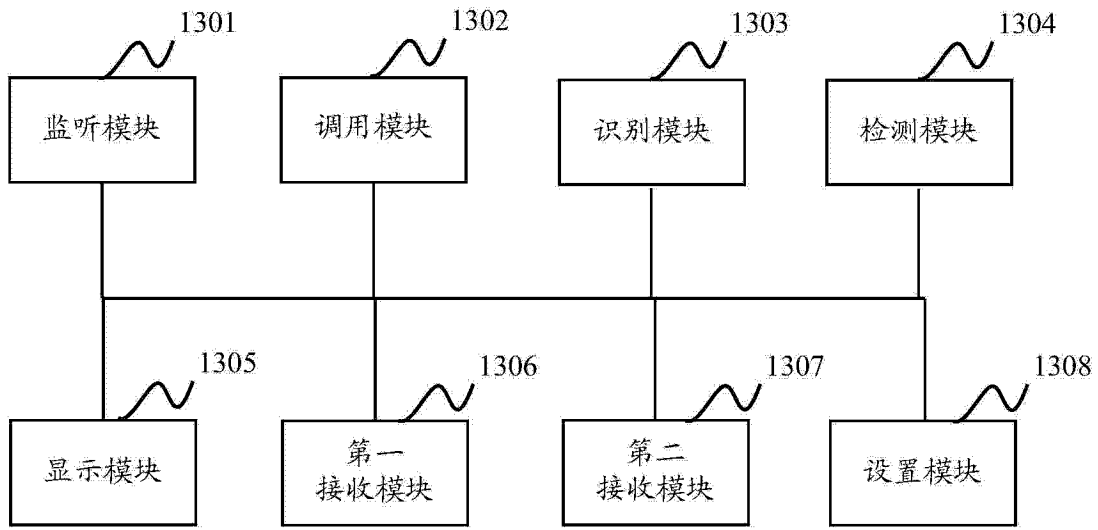 1301
1302
1303
1304
监听模块
调用模块
识别模块
检测模块
1305
1306
1307
1308
显示模块
第一
接收模块
第二
接收模块
设置模块